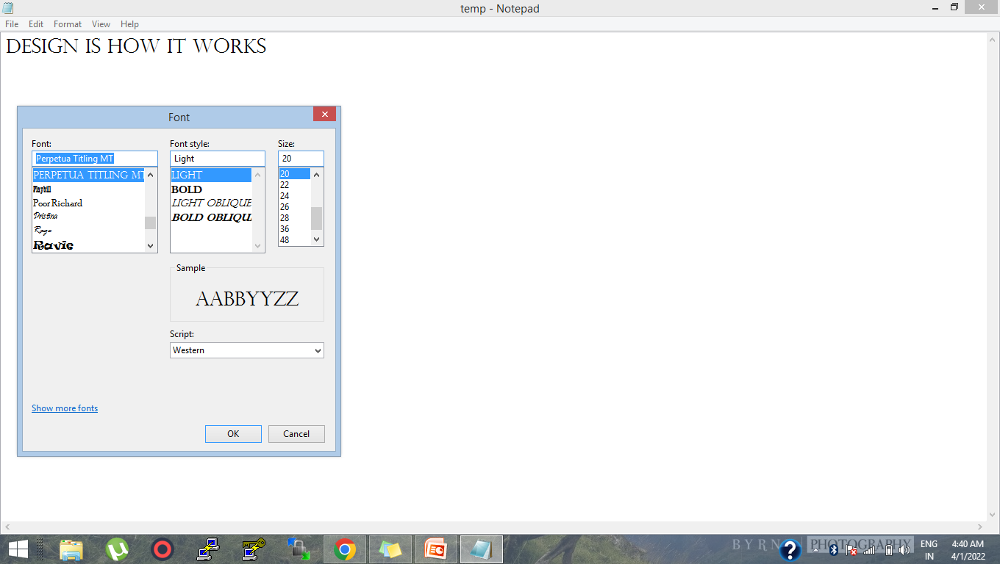 temp - Notepad
File Edit Format View Help
DESIGN IS HOW IT WORKS
Font
Font: Font style: Size:
Perpetua Titling MT Light 20
PERPETUA TITLING MT
Playbill
Poor Richard
Pristina
Rage
Ravie
LIGHT
BOLD
LIGHT OBLIQUE
BOLD OBLIQU
20
22
24
26
28
36
48
Sample
AABBYYZZ
Script:
Western
Show more fonts
OK Cancel
BYRN PHOTOGRAPHY
ENG 4:40 AM
IN 4/1/2022